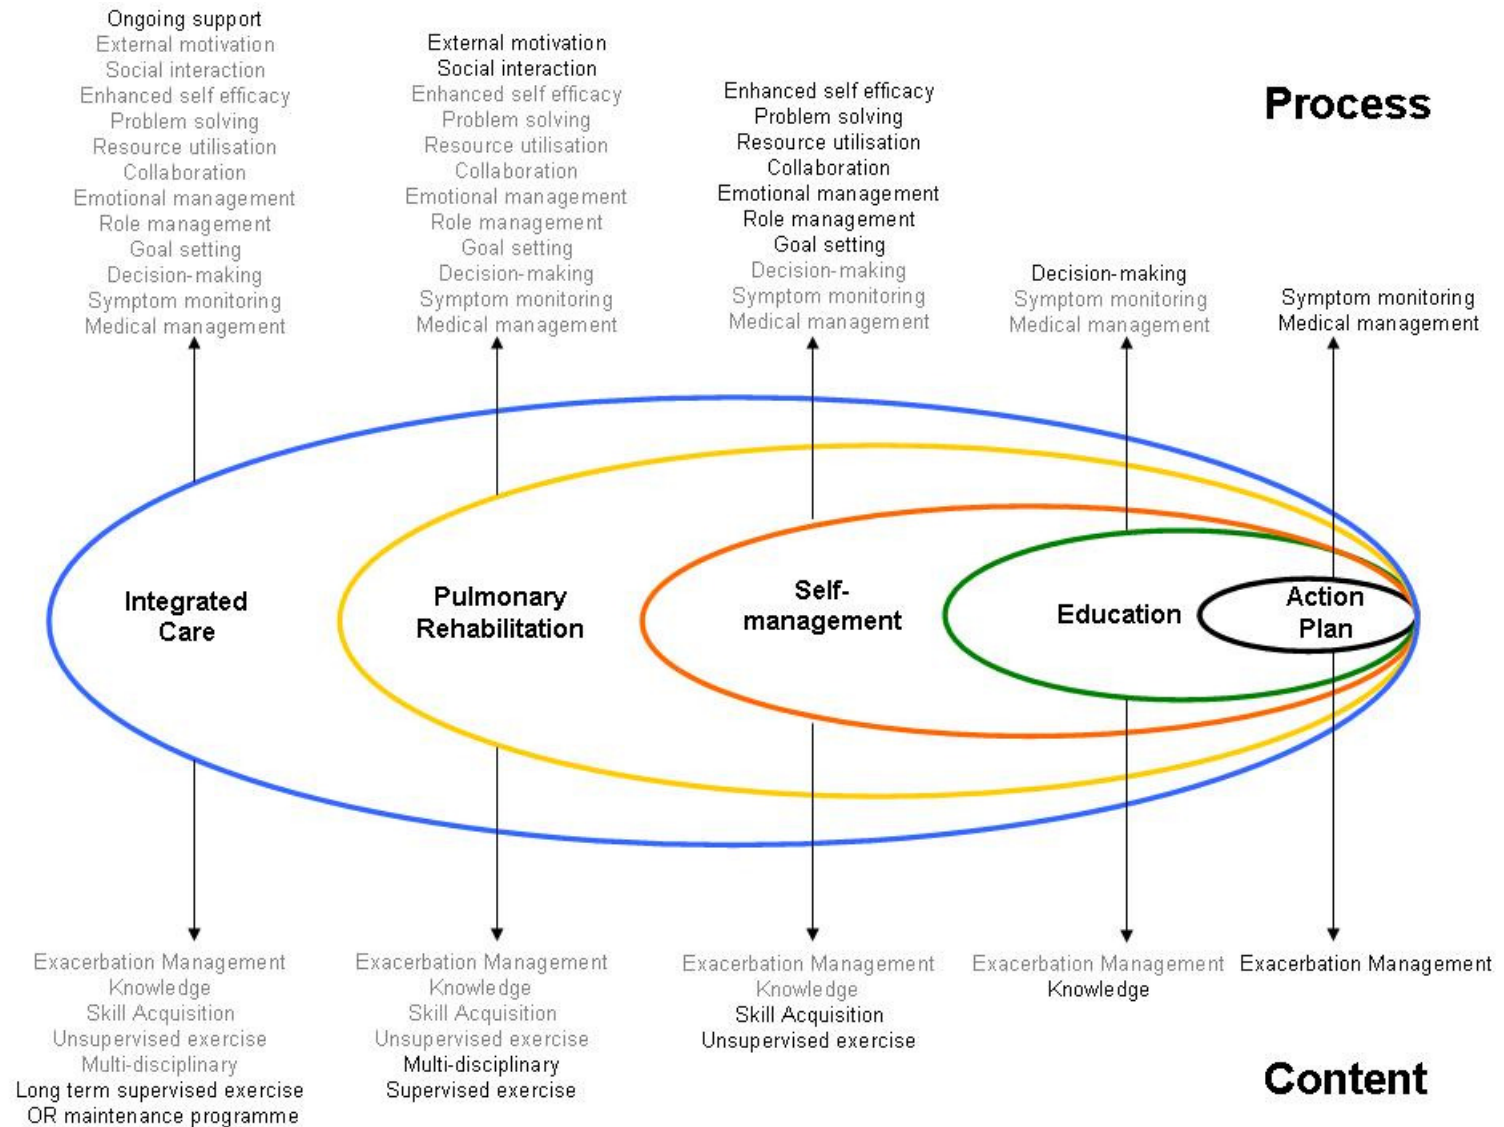 Ongoing support
External motivation
Social interaction
Enhanced self efficacy
Problem solving
Resource utilisation
Collaboration
Emotional management
Role management
Goal setting
Decision-making
Symptom monitoring
Medical management
External motivation
Social interaction
Enhanced self efficacy
Problem solving
Resource utilisation
Collaboration
Emotional management
Role management
Goal setting
Decision-making
Symptom monitoring
Medical management
Enhanced self efficacy
Problem solving
Resource utilisation
Collaboration
Emotional management
Role management
Goal setting
Decision-making
Symptom monitoring
Medical management
Decision-making
Symptom monitoring
Medical management
Symptom monitoring
Medical management
Process
Integrated
Care
Pulmonary
Rehabilitation
Self-
management
Education
Action
Plan
Exacerbation Management
Knowledge
Skill Acquisition
Unsupervised exercise
Multi-disciplinary
Long term supervised exercise
OR maintenance programme
Exacerbation Management
Knowledge
Skill Acquisition
Unsupervised exercise
Multi-disciplinary
Supervised exercise
Exacerbation Management
Knowledge
Skill Acquisition
Unsupervised exercise
Exacerbation Management
Knowledge
Exacerbation Management
Content